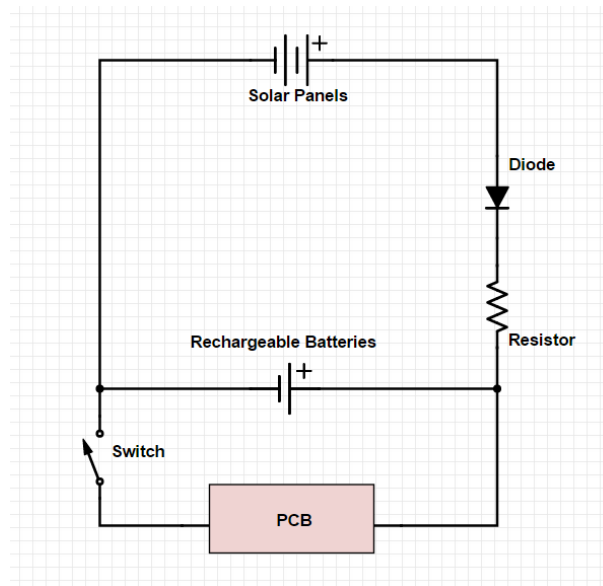 +
Solar Panels
Diode
Rechargeable Batteries
Resistor
+
Switch
PCB